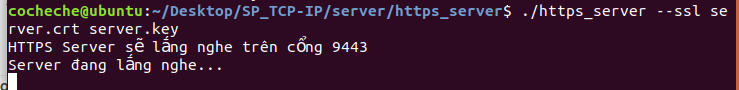 cocheche@ubuntu:~/Desktop/SP_TCP-IP/server/https_server$ ./https_server --ssl se
rver.crt server.key
HTTPS Server sẽ lắng nghe trên cổng 9443
Server đang lắng nghe...